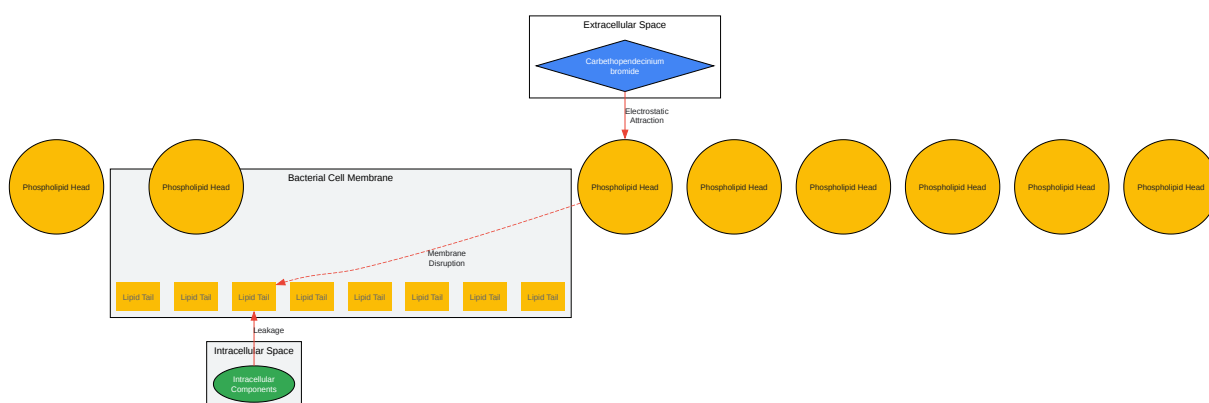 Extracellular Space
Carbethopendecinium
bromide
Electrostatic
Attraction
Phospholipid Head
Phospholipid Head
Phospholipid Head
Phospholipid Head
Phospholipid Head
Phospholipid Head
Phospholipid Head
Phospholipid Head
Bacterial Cell Membrane
Membrane
Disruption
Lipid Tail
Lipid Tail
Lipid Tail
Lipid Tail
Lipid Tail
Lipid Tail
Lipid Tail
Lipid Tail
Leakage
Intracellular Space
Intracellular
Components